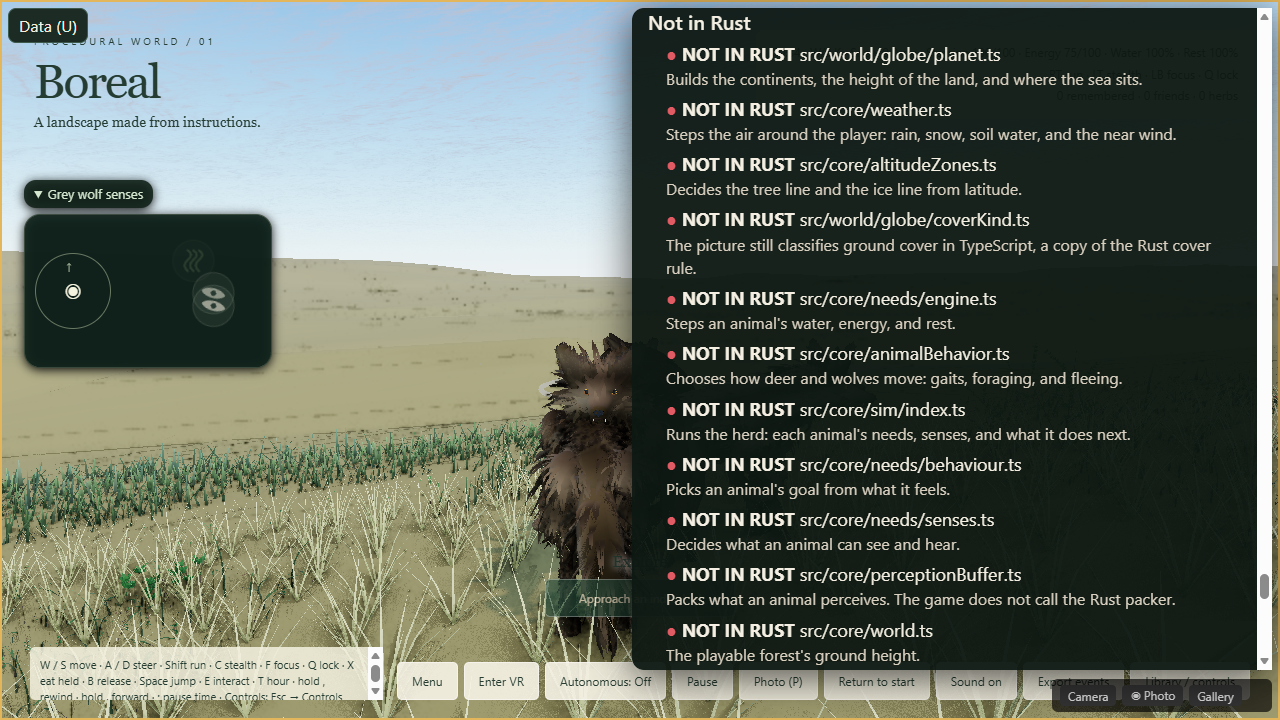 Data (U)
PROCEDURAL WORLD / 01
Boreal
A landscape made from instructions.
▼ Grey wolf senses
Not in Rust
● NOT IN RUST src/world/globe/planet.ts
Builds the continents, the height of the land, and where the sea sits.
● NOT IN RUST src/core/weather.ts
Steps the air around the player: rain, snow, soil water, and the near wind.
● NOT IN RUST src/core/altitudeZones.ts
Decides the tree line and the ice line from latitude.
● NOT IN RUST src/world/globe/coverKind.ts
The picture still classifies ground cover in TypeScript, a copy of the Rust cover
rule.
● NOT IN RUST src/core/needs/engine.ts
Steps an animal's water, energy, and rest.
● NOT IN RUST src/core/animalBehavior.ts
Chooses how deer and wolves move: gaits, foraging, and fleeing.
● NOT IN RUST src/core/sim/index.ts
Runs the herd: each animal's needs, senses, and what it does next.
● NOT IN RUST src/core/needs/behaviour.ts
Picks an animal's goal from what it feels.
● NOT IN RUST src/core/needs/senses.ts
Decides what an animal can see and hear.
● NOT IN RUST src/core/perceptionBuffer.ts
Packs what an animal perceives. The game does not call the Rust packer.
● NOT IN RUST src/core/world.ts
The playable forest's ground height.
Approach
W / S move · A / D steer · Shift run · C stealth · F focus · Q lock · X
eat held · B release · Space jump · E interact · T hour · hold ,
rewind · hold . forward · ; pause time · Controls: Esc → Controls
Menu
Enter VR
Autonomous: Off
Pause
Photo (P)
Return to start
Sound on
Export events
Library / controls
Camera
◉ Photo
Gallery